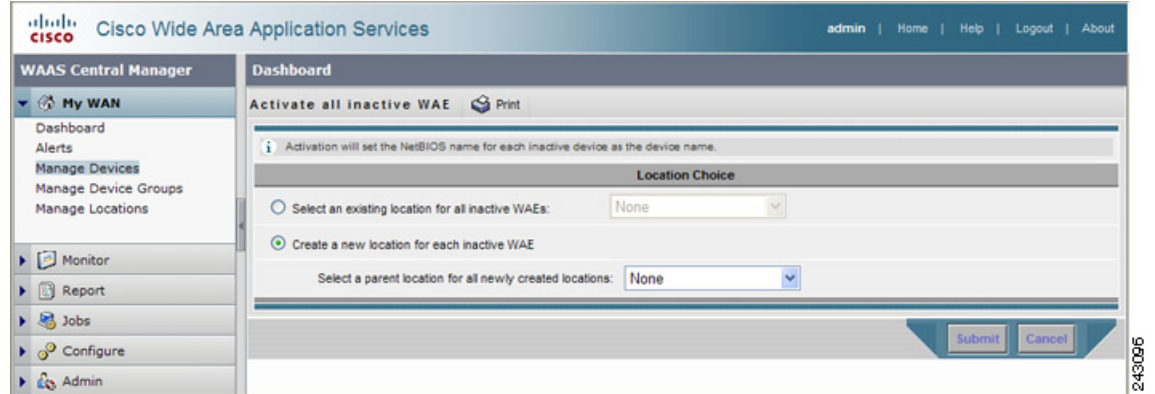 CISCO Cisco Wide Area Application Services
admin | Home | Help | Logout | About
WAAS Central Manager
Dashboard
My WAN
Dashboard
Alerts
Manage Devices
Manage Device Groups
Manage Locations
Monitor
Report
Jobs
Configure
Admin
Activate all inactive WAE Print
Activation will set the NetBIOS name for each inactive device as the device name.
Location Choice
Select an existing location for all inactive WAEs: None
Create a new location for each inactive WAE
Select a parent location for all newly created locations: None
Submit Cancel
243096